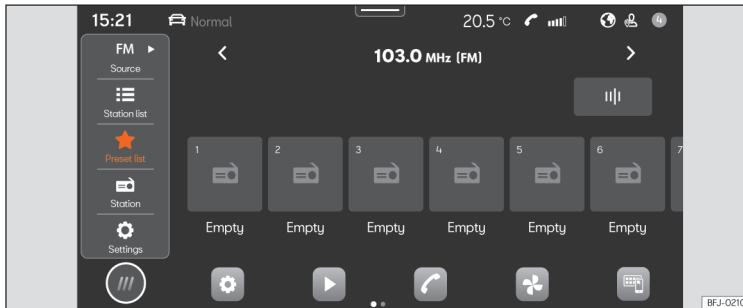 15:21 Normal 20.5 °C 4
FM
Source
103.0 MHz (FM)
Station list
Preset list
Station
Settings
1 2 3 4 5 6 7
Empty Empty Empty Empty Empty Empty
BFJ-0210